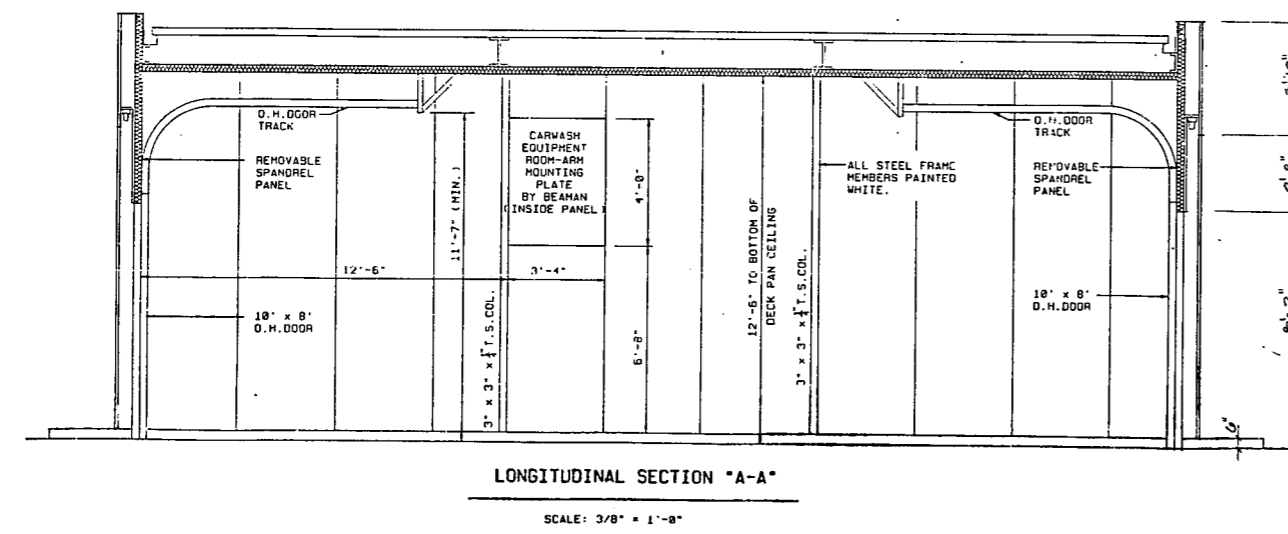 O.H.DOOR
TRACK
REMOVABLE
SPANDREL
PANEL
CARWASH
EQUIPMENT
ROOM-ARM
MOUNTING
PLATE
BY BEAMAN
(INSIDE PANEL)
4'-0"
11'-7" (MIN.)
12'-6"
3'-4"
6'-8"
10' x 8'
O.H.DOOR
3" x 3" x ¼" T.S.COL.
12'-6" TO BOTTOM OF
DECK PAN CEILING
3" x 3" x ¼" T.S.COL.
ALL STEEL FRAME
MEMBERS PAINTED
WHITE.
O.H.DOOR
TRACK
REMOVABLE
SPANDREL
PANEL
10' x 8'
O.H.DOOR
6"
LONGITUDINAL SECTION "A-A"
SCALE: 3/8" = 1'-0"